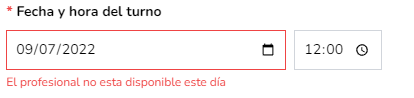 * Fecha y hora del turno
09/07/2022 12:00
El profesional no esta disponible este día